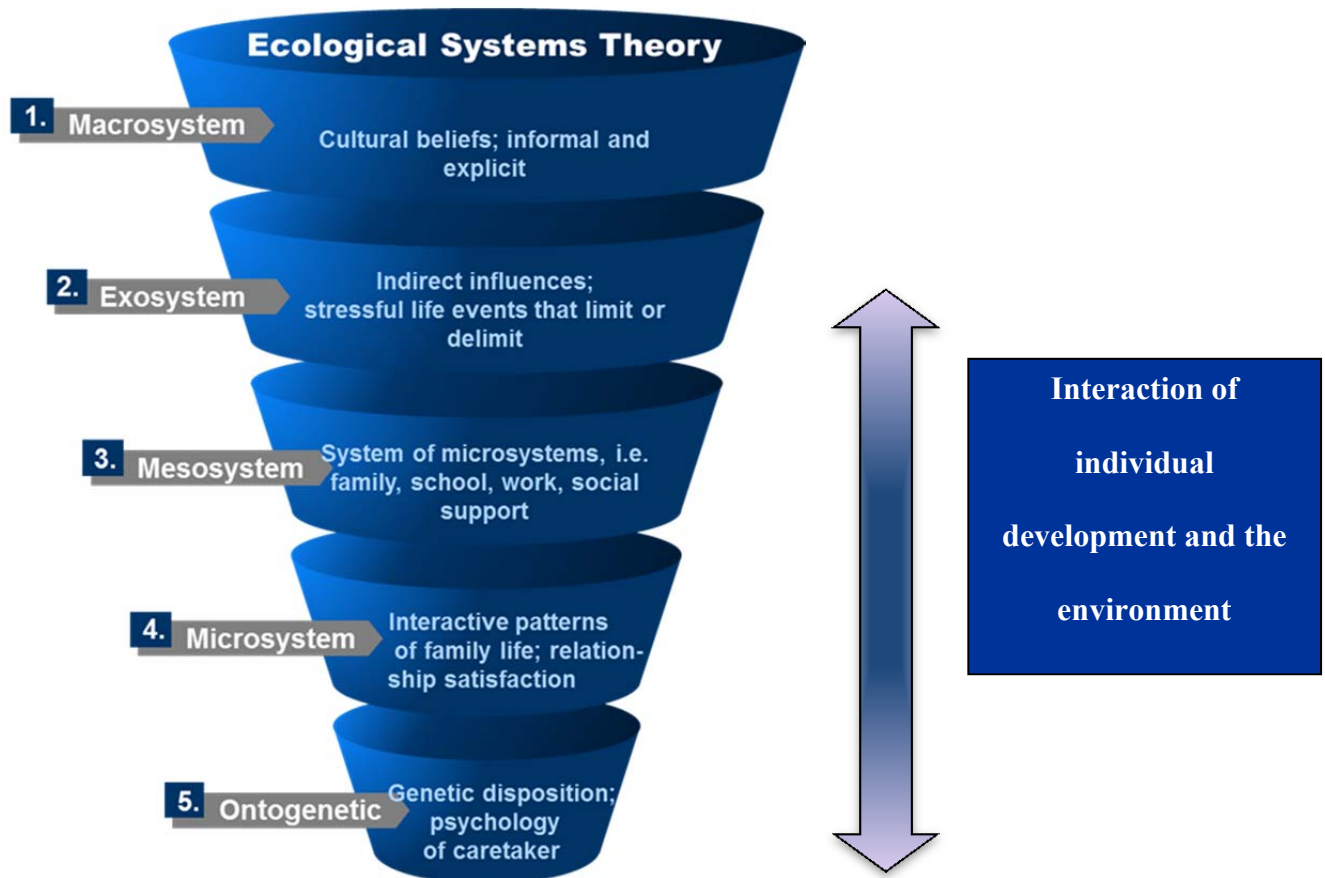 Ecological Systems Theory
1. Macrosystem
Cultural beliefs; informal and
explicit
2. Exosystem
Indirect influences;
stressful life events that limit or
delimit
3. Mesosystem
System of microsystems, i.e.
family, school, work, social
support
4. Microsystem
Interactive patterns
of family life; relation-
ship satisfaction
5. Ontogenetic
Genetic disposition;
psychology
of caretaker
Interaction of
individual
development and the
environment